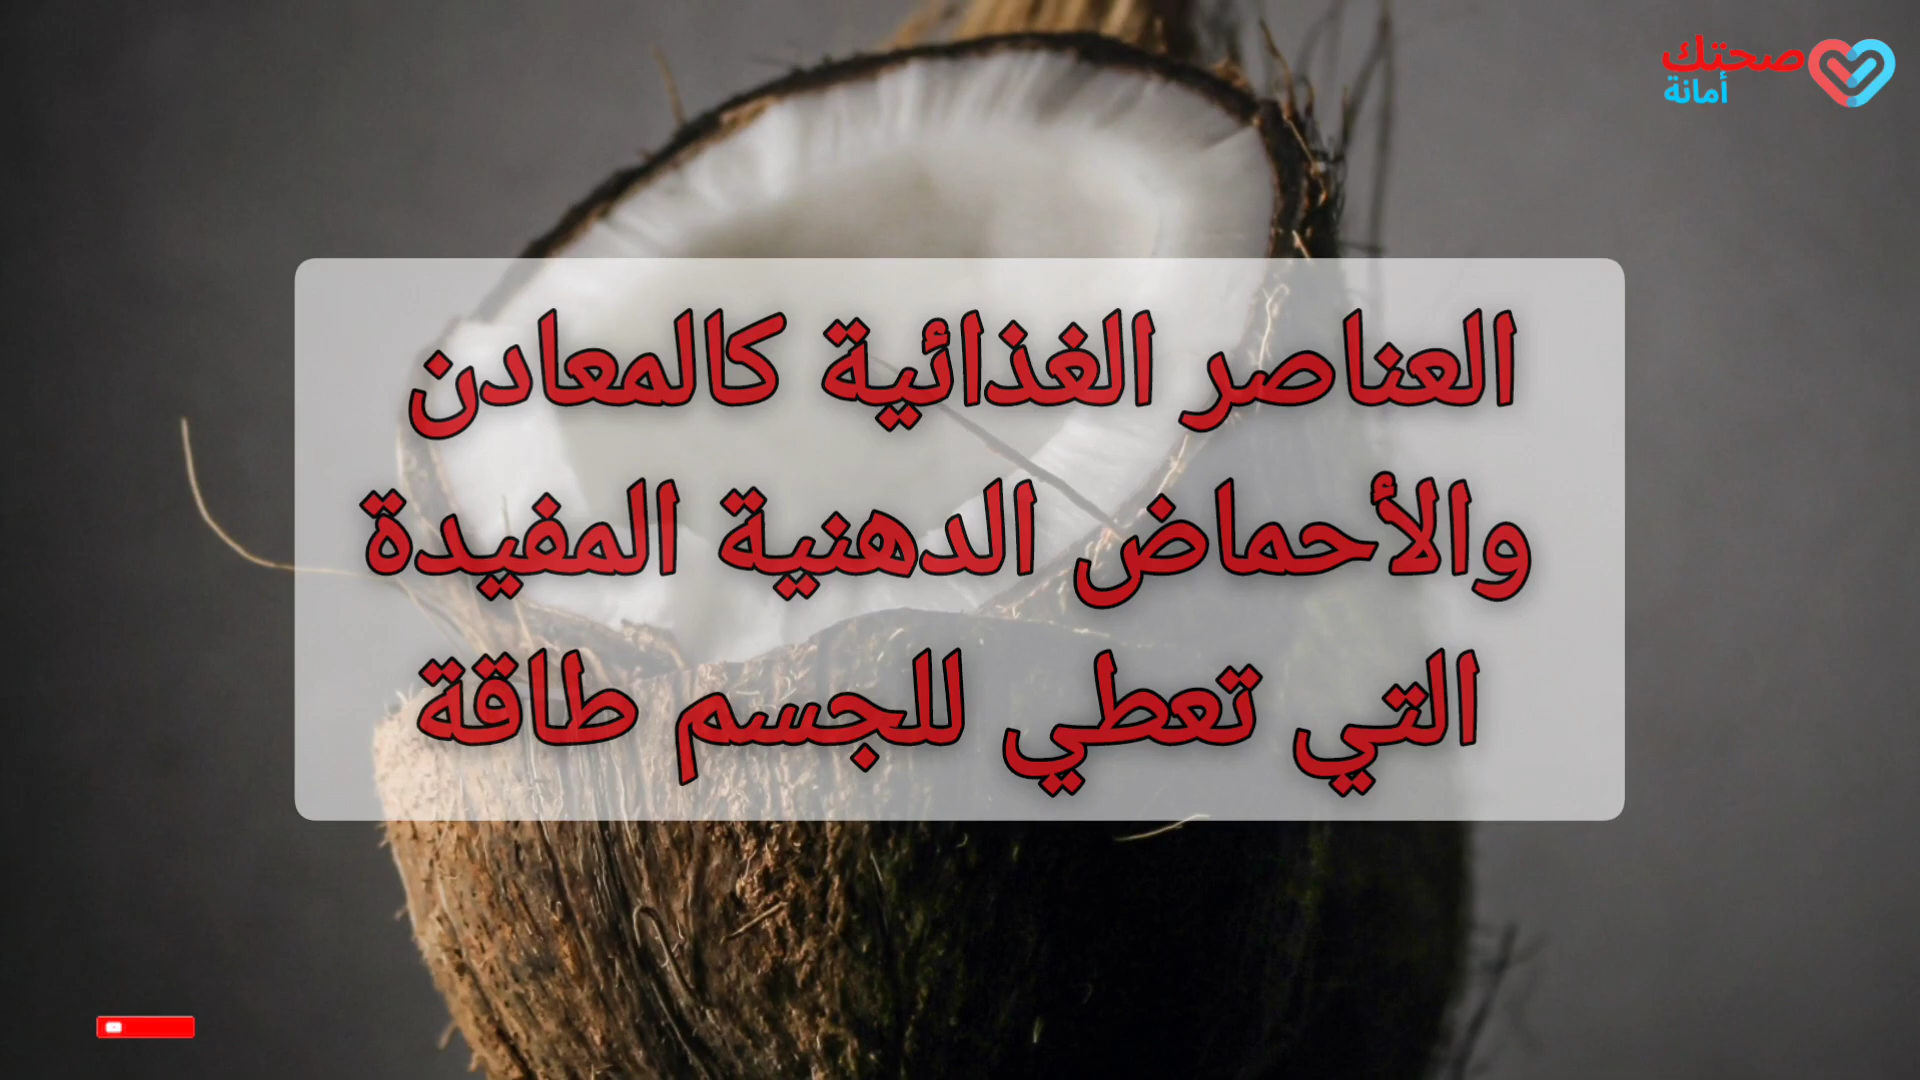 صحتك
أمانة
العناصر الغذائية كالمعادن
والأحماض الدهنية المفيدة
التي تعطي للجسم طاقة